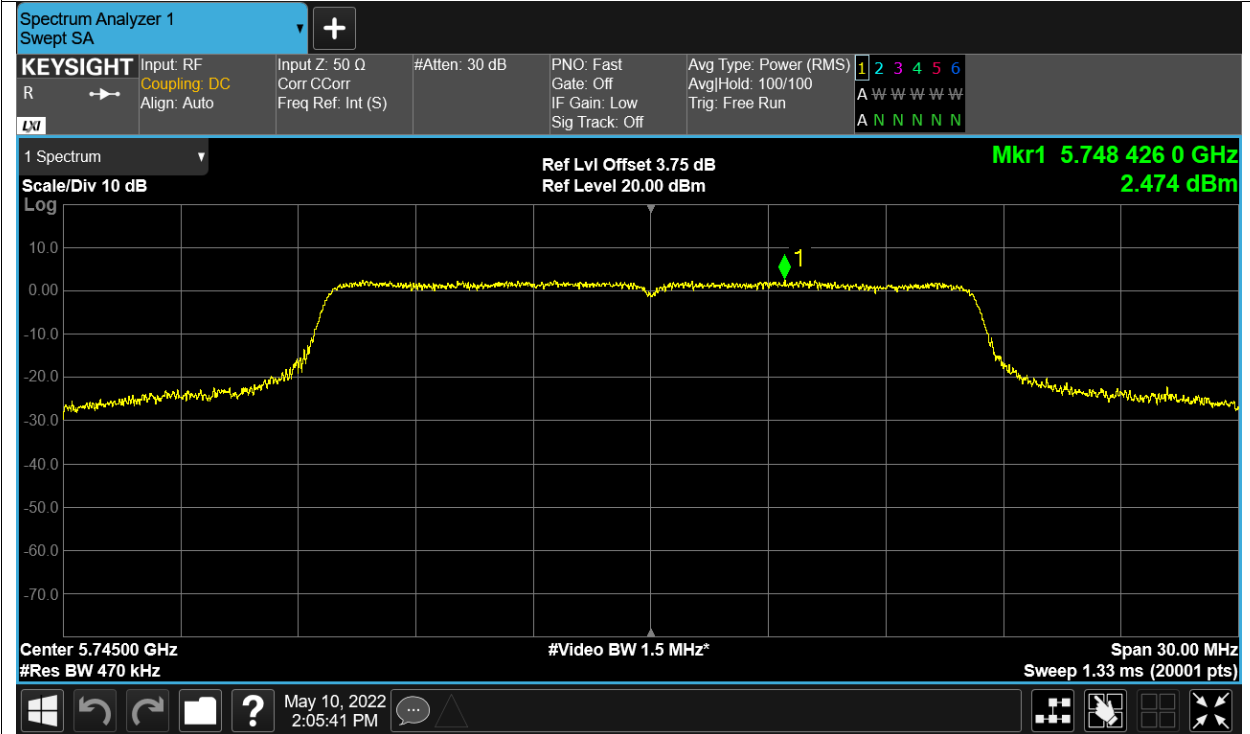 Spectrum Analyzer 1
Swept SA
+
KEYSIGHT Input: RF Input Z: 50 Ω #Atten: 30 dB PNO: Fast Avg Type: Power (RMS) 1 2 3 4 5 6
R Coupling: DC Corr CCorr Gate: Off Avg|Hold: 100/100 A W W W W W
Align: Auto Freq Ref: Int (S) IF Gain: Low Trig: Free Run
LXI Sig Track: Off A N N N N N
1 Spectrum Ref Lvl Offset 3.75 dB Mkr1 5.748 426 0 GHz
Scale/Div 10 dB Ref Level 20.00 dBm 2.474 dBm
Log
10.0
1
0.00
-10.0
-20.0
-30.0
-40.0
-50.0
-60.0
-70.0
Center 5.74500 GHz #Video BW 1.5 MHz* Span 30.00 MHz
#Res BW 470 kHz Sweep 1.33 ms (20001 pts)
? May 10, 2022
2:05:41 PM